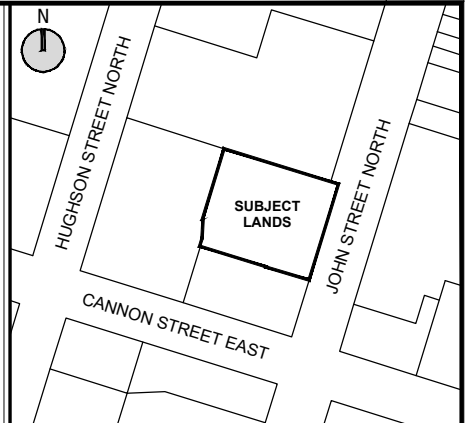 N
HUGHSON STREET NORTH
SUBJECT
LANDS
JOHN STREET NORTH
CANNON STREET EAST